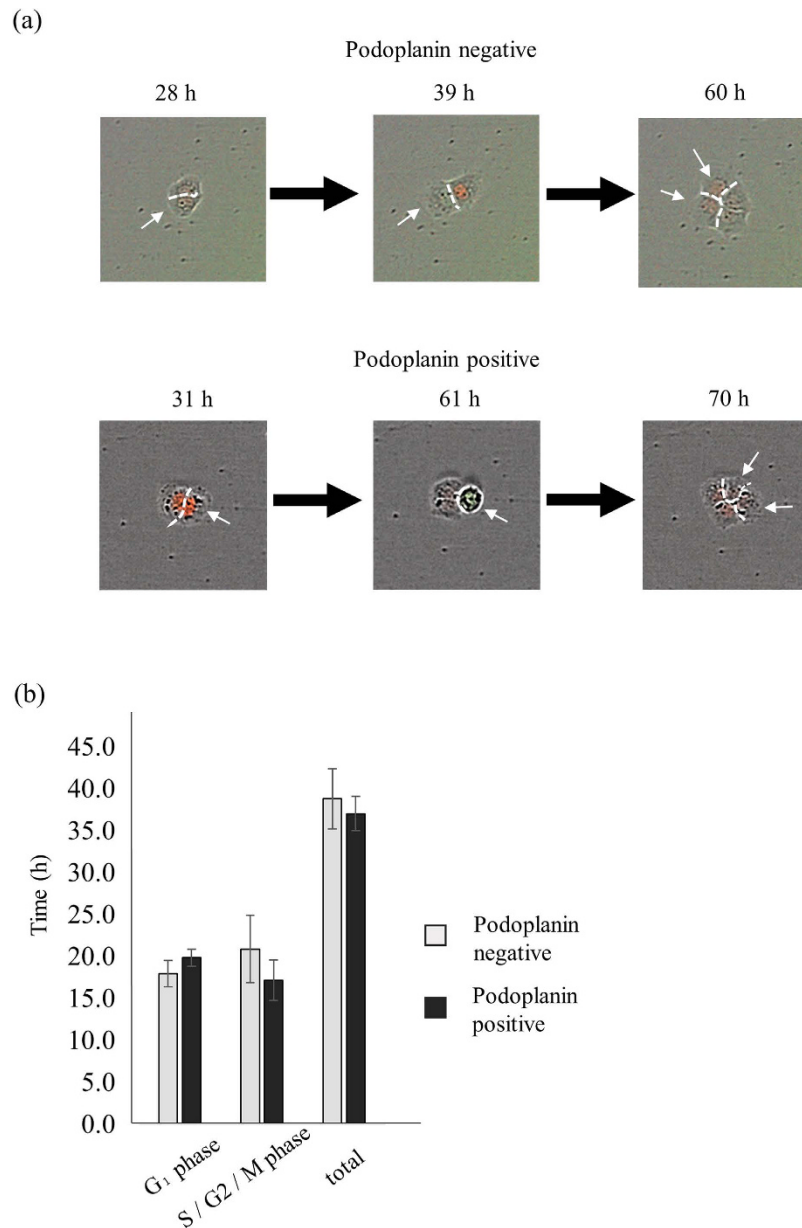 (a)
Podoplanin negative
28 h
39 h
60 h
Podoplanin positive
31 h
61 h
70 h
(b)
Time (h)
45.0
40.0
35.0
30.0
25.0
20.0
15.0
10.0
5.0
0.0
G₁ phase
S / G2 / M phase
total
Podoplanin
negative
Podoplanin
positive